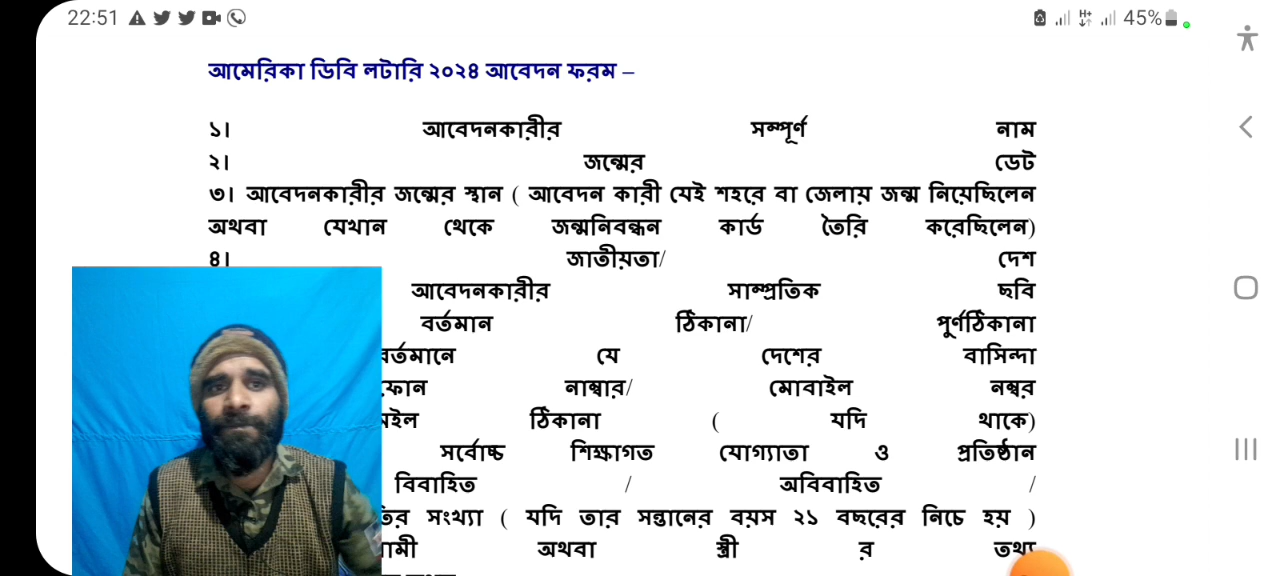 22:51 45%
আমেরিকা ডিবি লটারি ২০২৪ আবেদন ফরম –
১। আবেদনকারীর সম্পূর্ণ নাম
২। জন্মের ডেট
৩। আবেদনকারীর জন্মের স্থান ( আবেদন কারী যেই শহরে বা জেলায় জন্ম নিয়েছিলেন
অথবা যেখান থেকে জন্মনিবন্ধন কার্ড তৈরি করেছিলেন)
৪। জাতীয়তা/ দেশ
আবেদনকারীর সাম্প্রতিক ছবি
বর্তমান ঠিকানা/ পুর্ণঠিকানা
যে দেশের বাসিন্দা
নাম্বার/ মোবাইল নম্বর
ঠিকানা ( যদি থাকে)
সর্বোচ্চ শিক্ষাগত যোগ্যাতা ও প্রতিষ্ঠান
বিবাহিত / অবিবাহিত /
সংখ্যা ( যদি তার সন্তানের বয়স ২১ বছরের নিচে হয় )
অথবা স্ত্রী র তথ্য